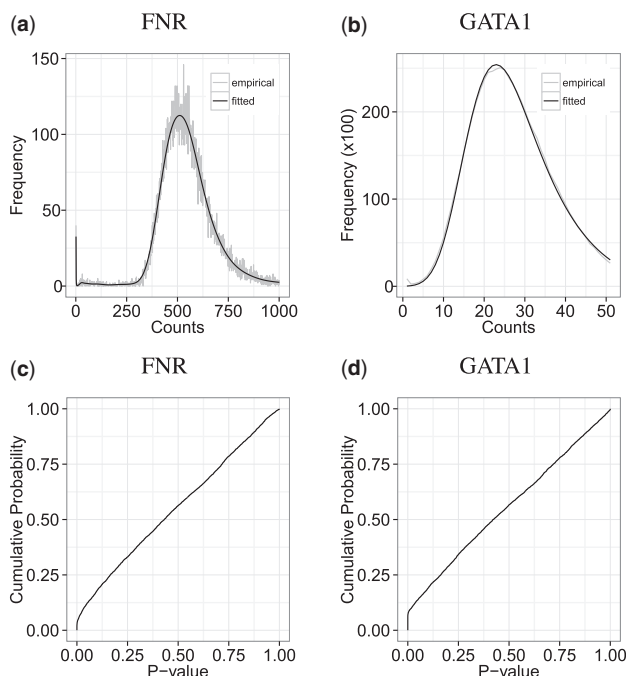 (a) FNR
150
100
50
0
Frequency
empirical
fitted
0 250 500 750 1000
Counts
(b) GATA1
200
100
0
Frequency (x100)
empirical
fitted
0 10 20 30 40 50
Counts
(c) FNR
1.00
0.75
0.50
0.25
0.00
Cumulative Probability
0.00 0.25 0.50 0.75 1.00
P−value
(d) GATA1
1.00
0.75
0.50
0.25
0.00
Cumulative Probability
0.00 0.25 0.50 0.75 1.00
P−value